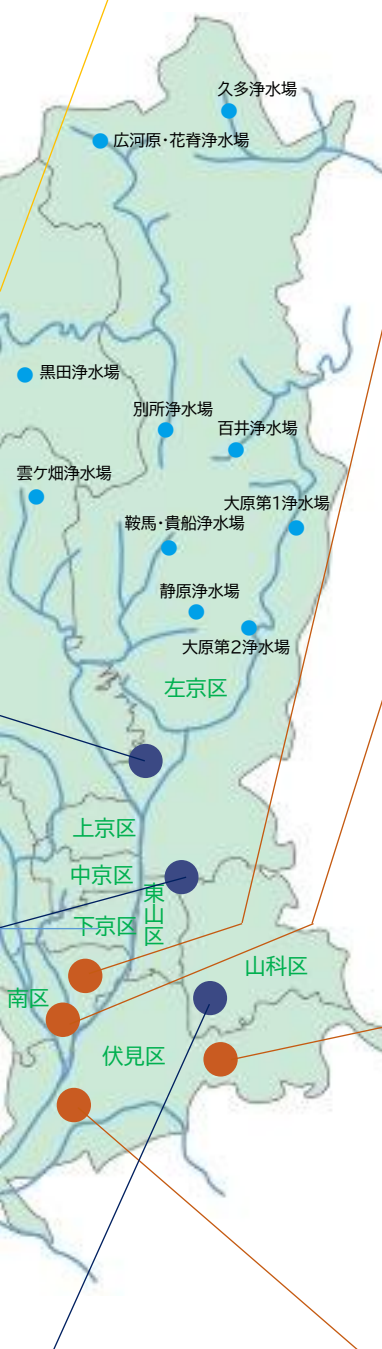 久多浄水場
広河原・花脊浄水場
黒田浄水場
別所浄水場
百井浄水場
雲ケ畑浄水場
大原第1浄水場
鞍馬・貴船浄水場
静原浄水場
大原第2浄水場
左京区
上京区
中京区
東山区
下京区
山科区
南区
伏見区